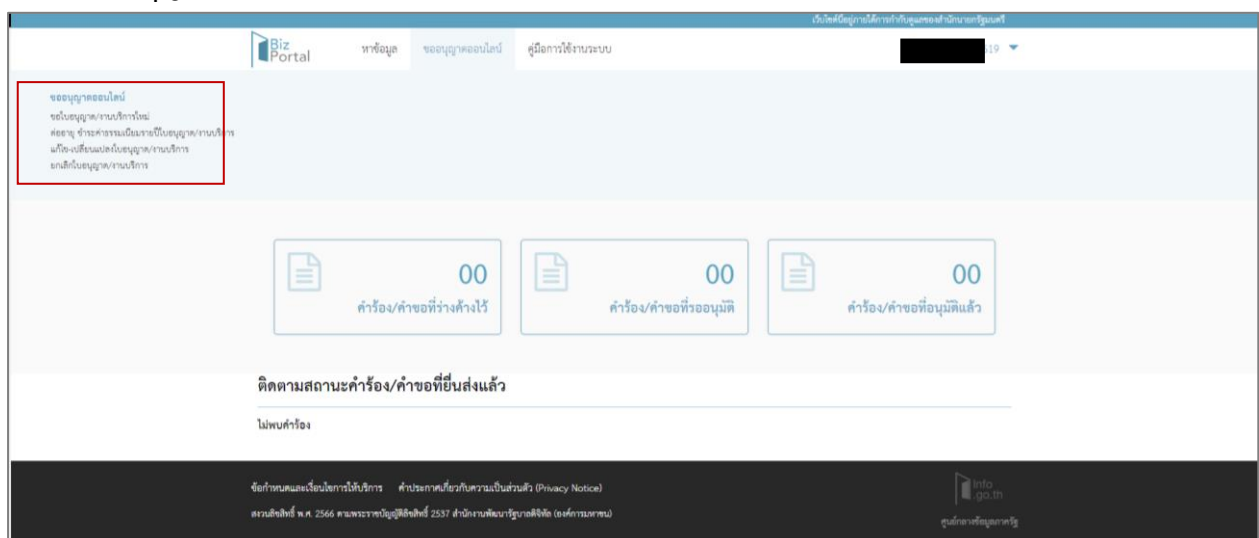 เว็บไซต์นี้อยู่ภายใต้การกำกับดูแลของสำนักนายกรัฐมนตรี
Biz Portal
หาข้อมูล ขออนุญาตออนไลน์ คู่มือการใช้งานระบบ
19
ขออนุญาตออนไลน์
ขอใบอนุญาต/งานบริการใหม่
ต่ออายุ ชำระค่าธรรมเนียมรายปีใบอนุญาต/งานบริการ
แก้ไข-เปลี่ยนแปลงใบอนุญาต/งานบริการ
ยกเลิกใบอนุญาต/งานบริการ
00 00 00
คำร้อง/คำขอที่ร่างค้างไว้ คำร้อง/คำขอที่รออนุมัติ คำร้อง/คำขอที่อนุมัติแล้ว
ติดตามสถานะคำร้อง/คำขอที่ยื่นส่งแล้ว
ไม่พบคำร้อง
ข้อกำหนดและเงื่อนไขการให้บริการ คำประกาศเกี่ยวกับความเป็นส่วนตัว (Privacy Notice)
สงวนลิขสิทธิ์ พ.ศ. 2566 ตามพระราชบัญญัติลิขสิทธิ์ 2537 สำนักงานพัฒนารัฐบาลดิจิทัล (องค์การมหาชน)
Info
.go.th
ศูนย์กลางข้อมูลภาครัฐ